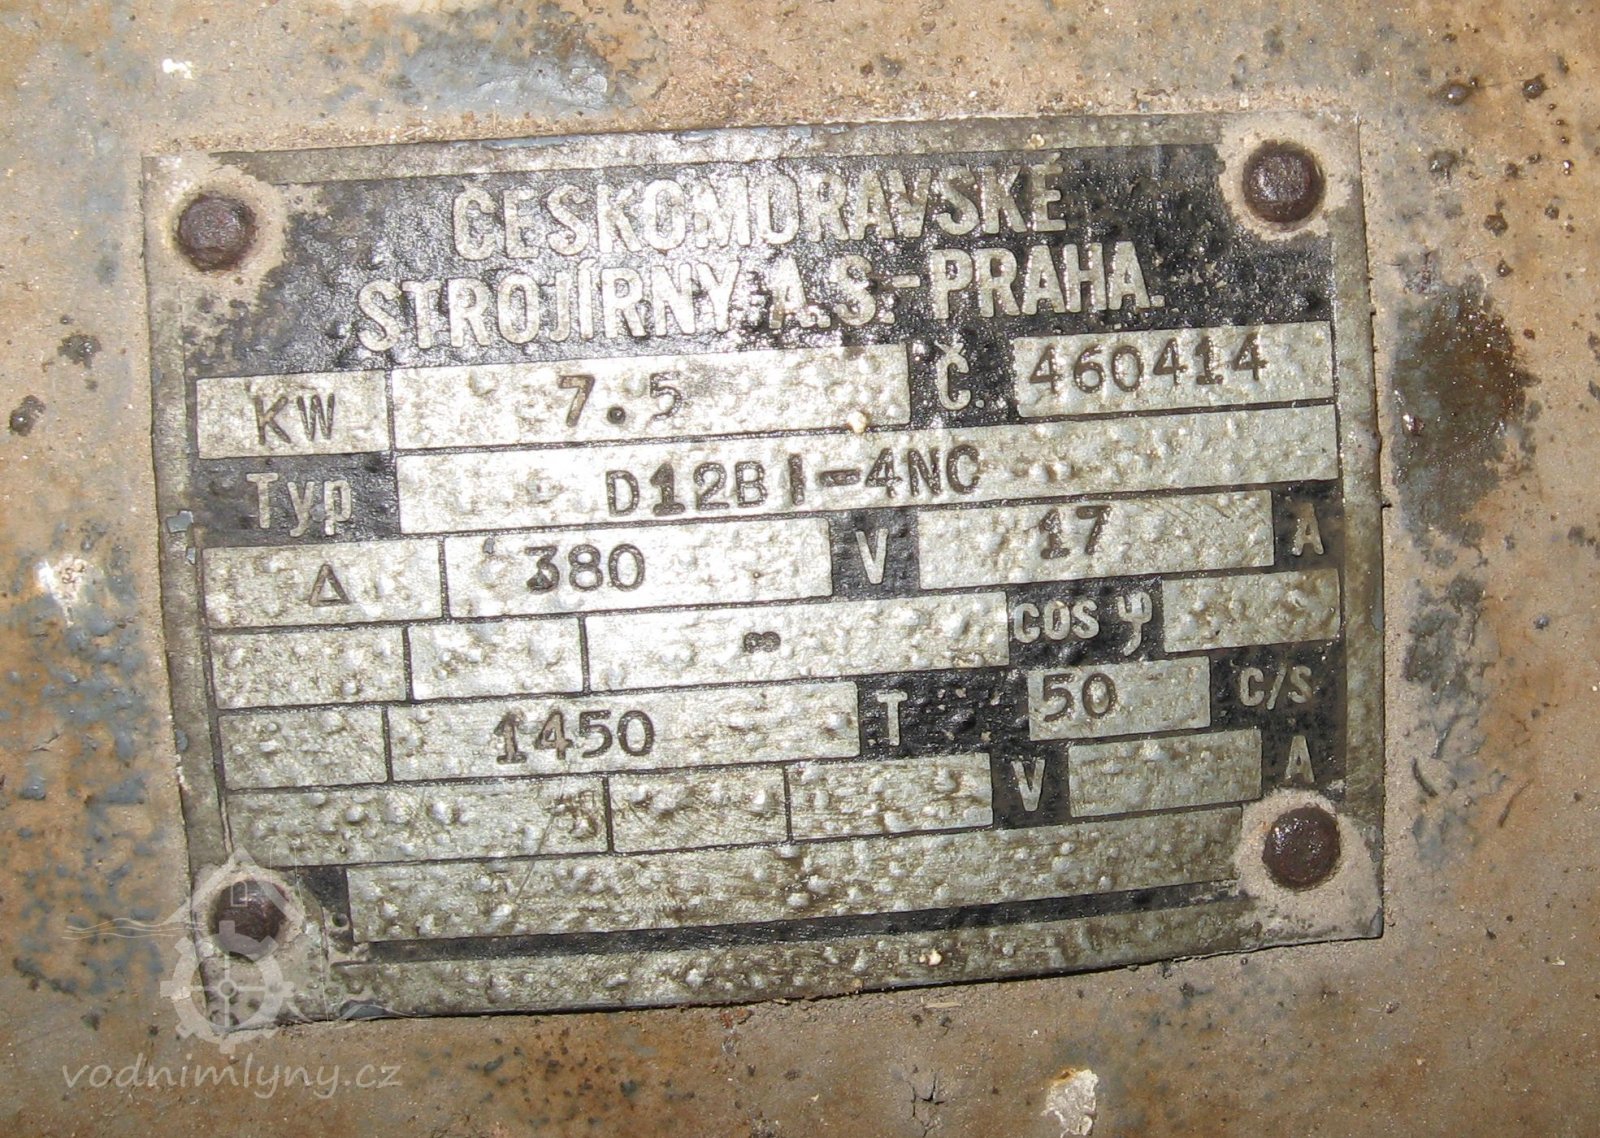 ČESKOMORAVSKÉ
STROJÍRNY. A.S.-PRAHA.
KW 7.5 Č. 460414
Typ D12B1-4NC
Δ 380 V 17 A
∞ cos φ
1450 T 50 C/S
V A
vodnimlyny.cz